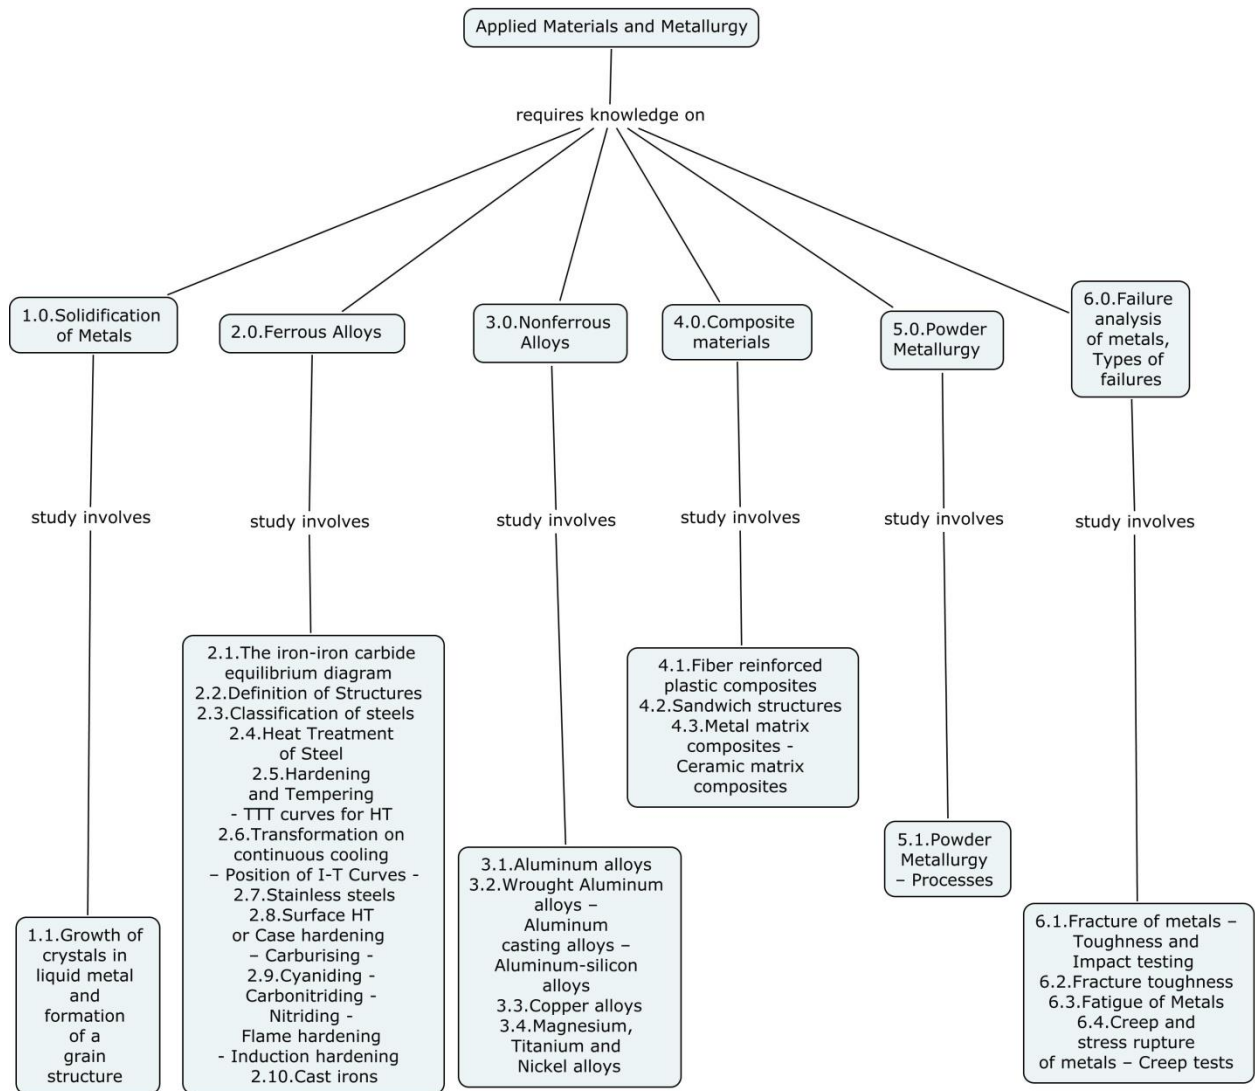 Applied Materials and Metallurgy
requires knowledge on
1.0.Solidification
of Metals
2.0.Ferrous Alloys
3.0.Nonferrous
Alloys
4.0.Composite
materials
5.0.Powder
Metallurgy
6.0.Failure
analysis
of metals,
Types of
failures
study involves
study involves
study involves
study involves
study involves
study involves
1.1.Growth of
crystals in
liquid metal
and
formation
of a
grain
structure
2.1.The iron-iron carbide
equilibrium diagram
2.2.Definition of Structures
2.3.Classification of steels
2.4.Heat Treatment
of Steel
2.5.Hardening
and Tempering
- TTT curves for HT
2.6.Transformation on
continuous cooling
– Position of I-T Curves -
2.7.Stainless steels
2.8.Surface HT
or Case hardening
– Carburising -
2.9.Cyaniding -
Carbonitriding -
Nitriding -
Flame hardening
- Induction hardening
2.10.Cast irons
3.1.Aluminum alloys
3.2.Wrought Aluminum
alloys –
Aluminum
casting alloys –
Aluminum-silicon
alloys
3.3.Copper alloys
3.4.Magnesium,
Titanium and
Nickel alloys
4.1.Fiber reinforced
plastic composites
4.2.Sandwich structures
4.3.Metal matrix
composites -
Ceramic matrix
composites
5.1.Powder
Metallurgy
– Processes
6.1.Fracture of metals –
Toughness and
Impact testing
6.2.Fracture toughness
6.3.Fatigue of Metals
6.4.Creep and
stress rupture
of metals – Creep tests